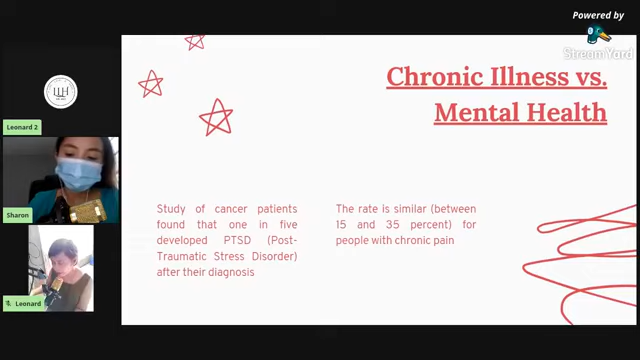 Powered by
StreamYard
Chronic Illness vs.
Mental Health
Leonard 2
Study of cancer patients
found that one in five
developed PTSD (Post-
Traumatic Stress Disorder)
after their diagnosis
The rate is similar (between
15 and 35 percent) for
people with chronic pain
Sharon
Leonard